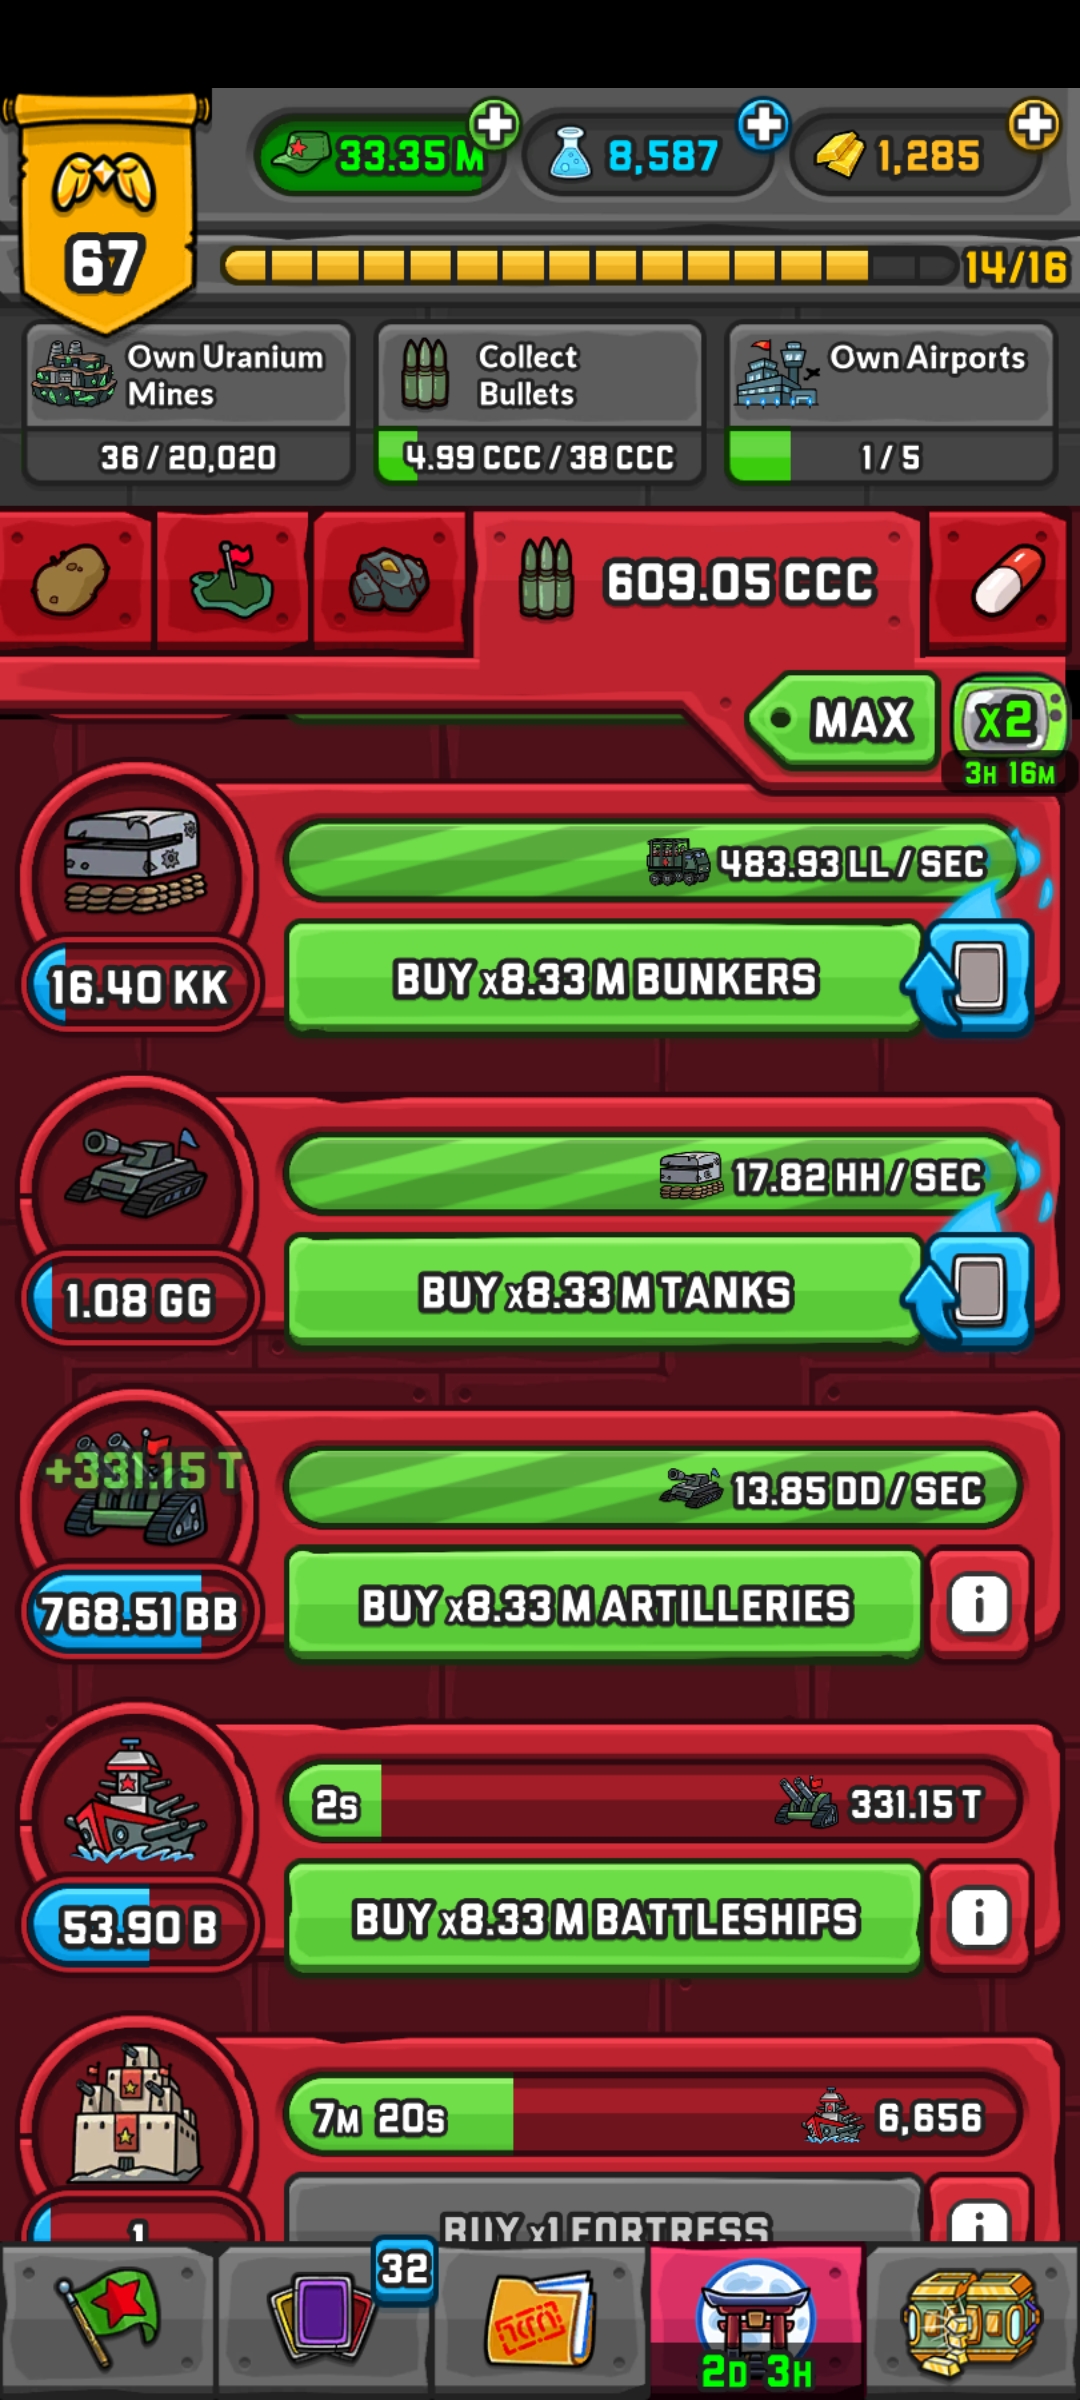 33.35 M
8,587
1,285
67
14/16
Own Uranium
Mines
36 / 20,020
Collect
Bullets
4.99 CCC / 38 CCC
Own Airports
1 / 5
609.05 CCC
MAX
x2
3H 16M
483.93 LL / SEC
16.40 KK
BUY x8.33 M BUNKERS
17.82 HH / SEC
1.08 GG
BUY x8.33 M TANKS
+331.15 T
13.85 DD / SEC
768.51 BB
BUY x8.33 M ARTILLERIES
i
2s
331.15 T
53.90 B
BUY x8.33 M BATTLESHIPS
i
7M 20s
6,656
1
BUY x1 FORTRESS
i
32
2D 3H